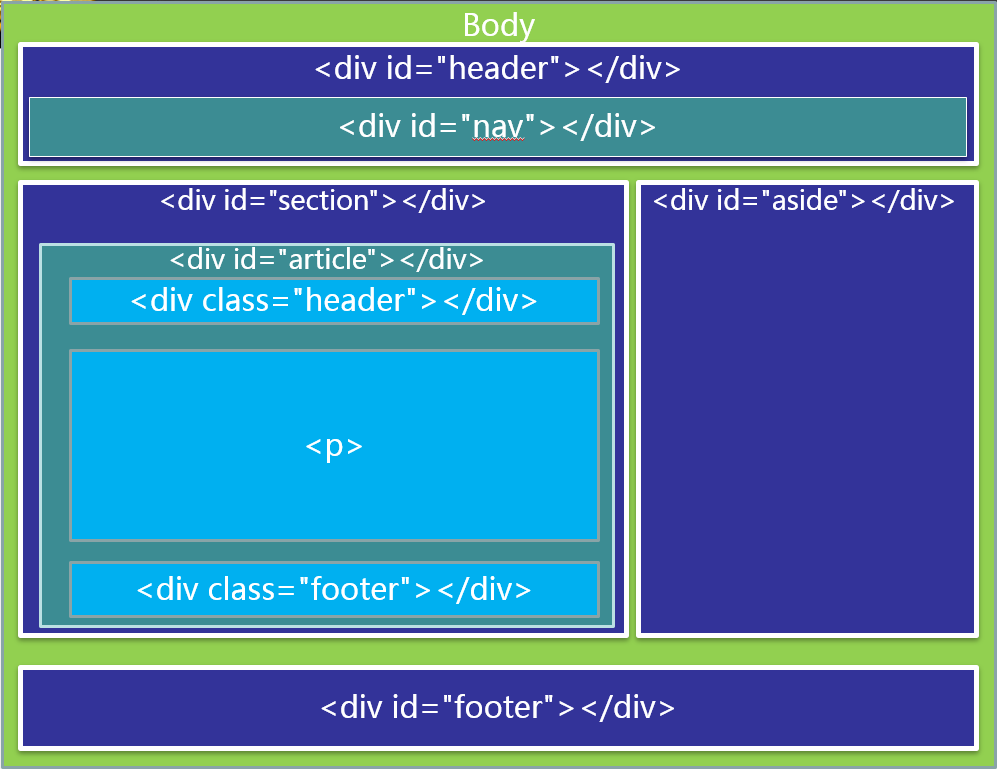 Body
<div id="header"></div>
<div id="nav"></div>
<div id="section"></div>
<div id="aside"></div>
<div id="article"></div>
<div class="header"></div>
<p>
<div class="footer"></div>
<div id="footer"></div>